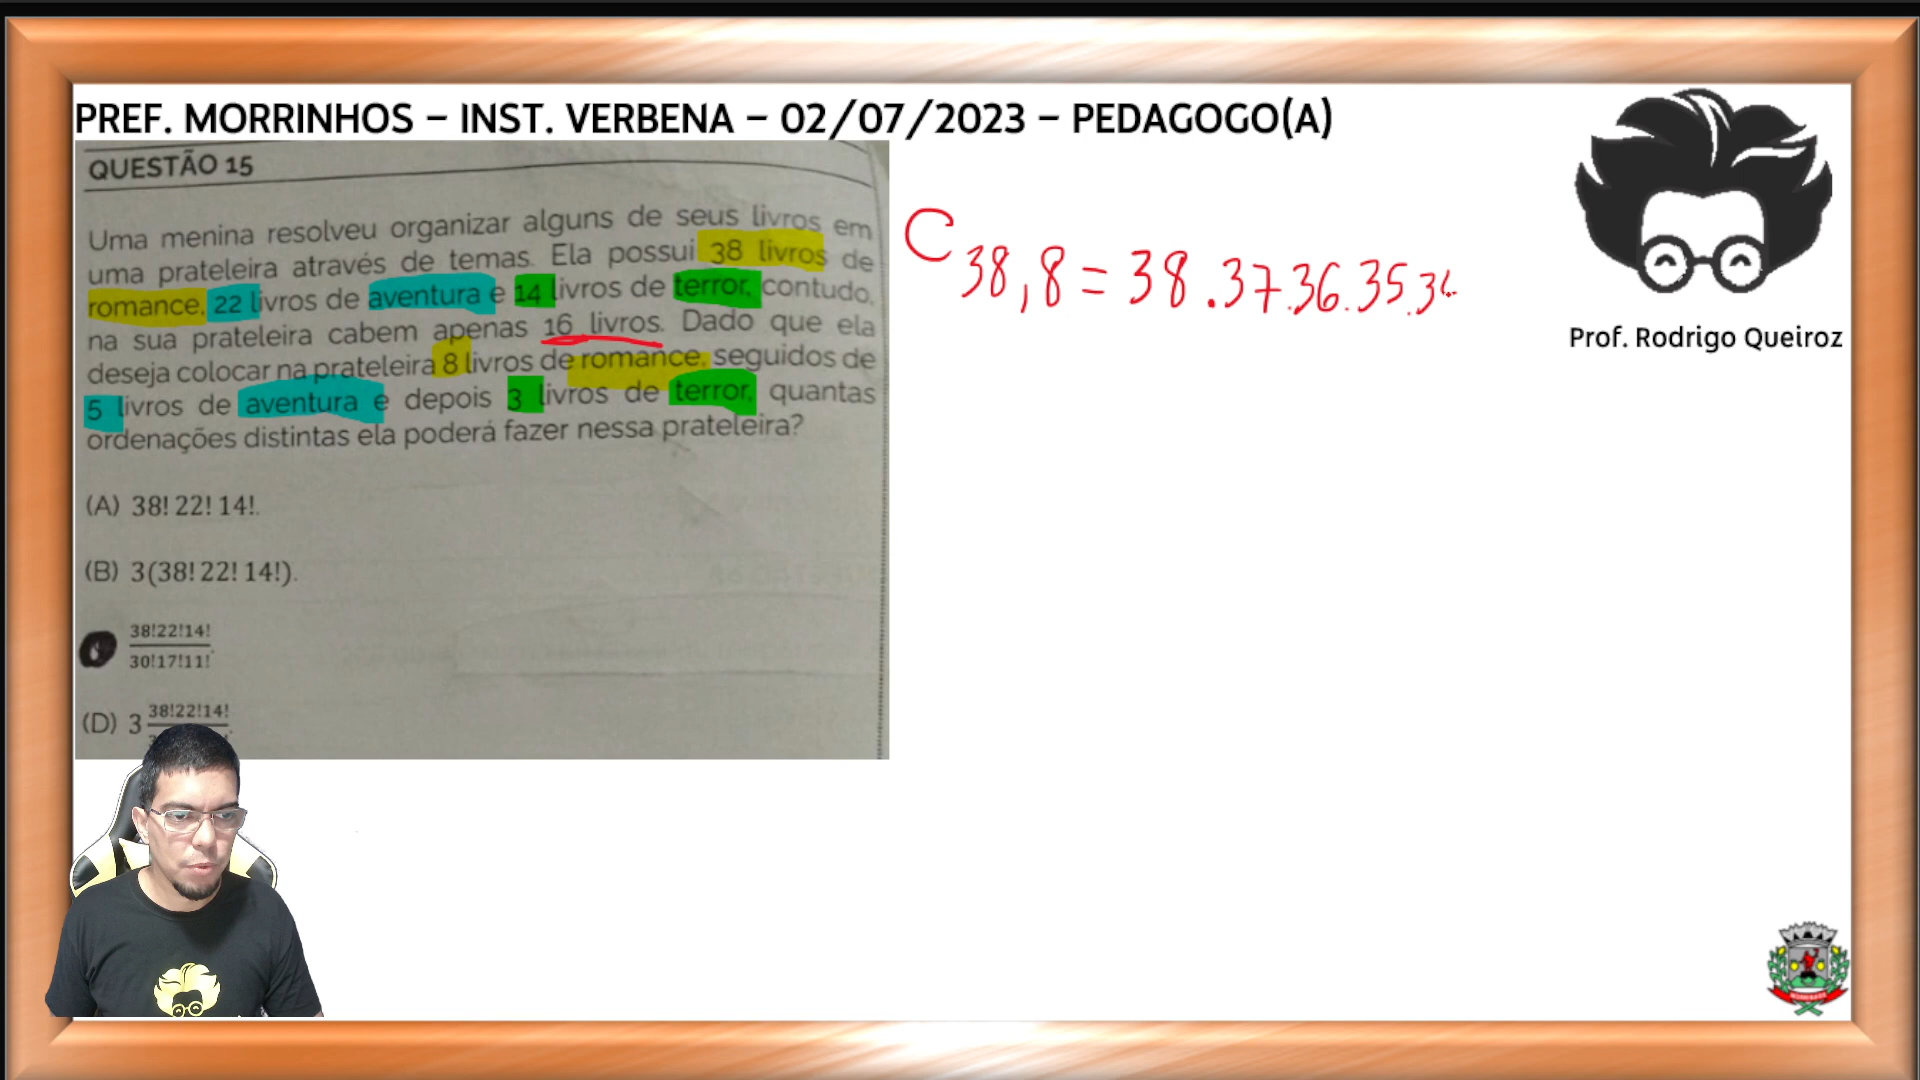 PREF. MORRINHOS – INST. VERBENA – 02/07/2023 – PEDAGOGO(A)
QUESTÃO 15
Uma menina resolveu organizar alguns de seus livros em
uma prateleira através de temas. Ela possui 38 livros de
romance, 22 livros de aventura e 14 livros de terror, contudo,
na sua prateleira cabem apenas 16 livros. Dado que ela
deseja colocar na prateleira 8 livros de romance, seguidos de
5 livros de aventura e depois 3 livros de terror, quantas
ordenações distintas ela poderá fazer nessa prateleira?
(A) 38! 22! 14!.
(B) 3(38! 22! 14!).
38!22!14!
30!17!11!.
(D) 3 38!22!14!
C38,8 = 38.37.36.35.34
Prof. Rodrigo Queiroz